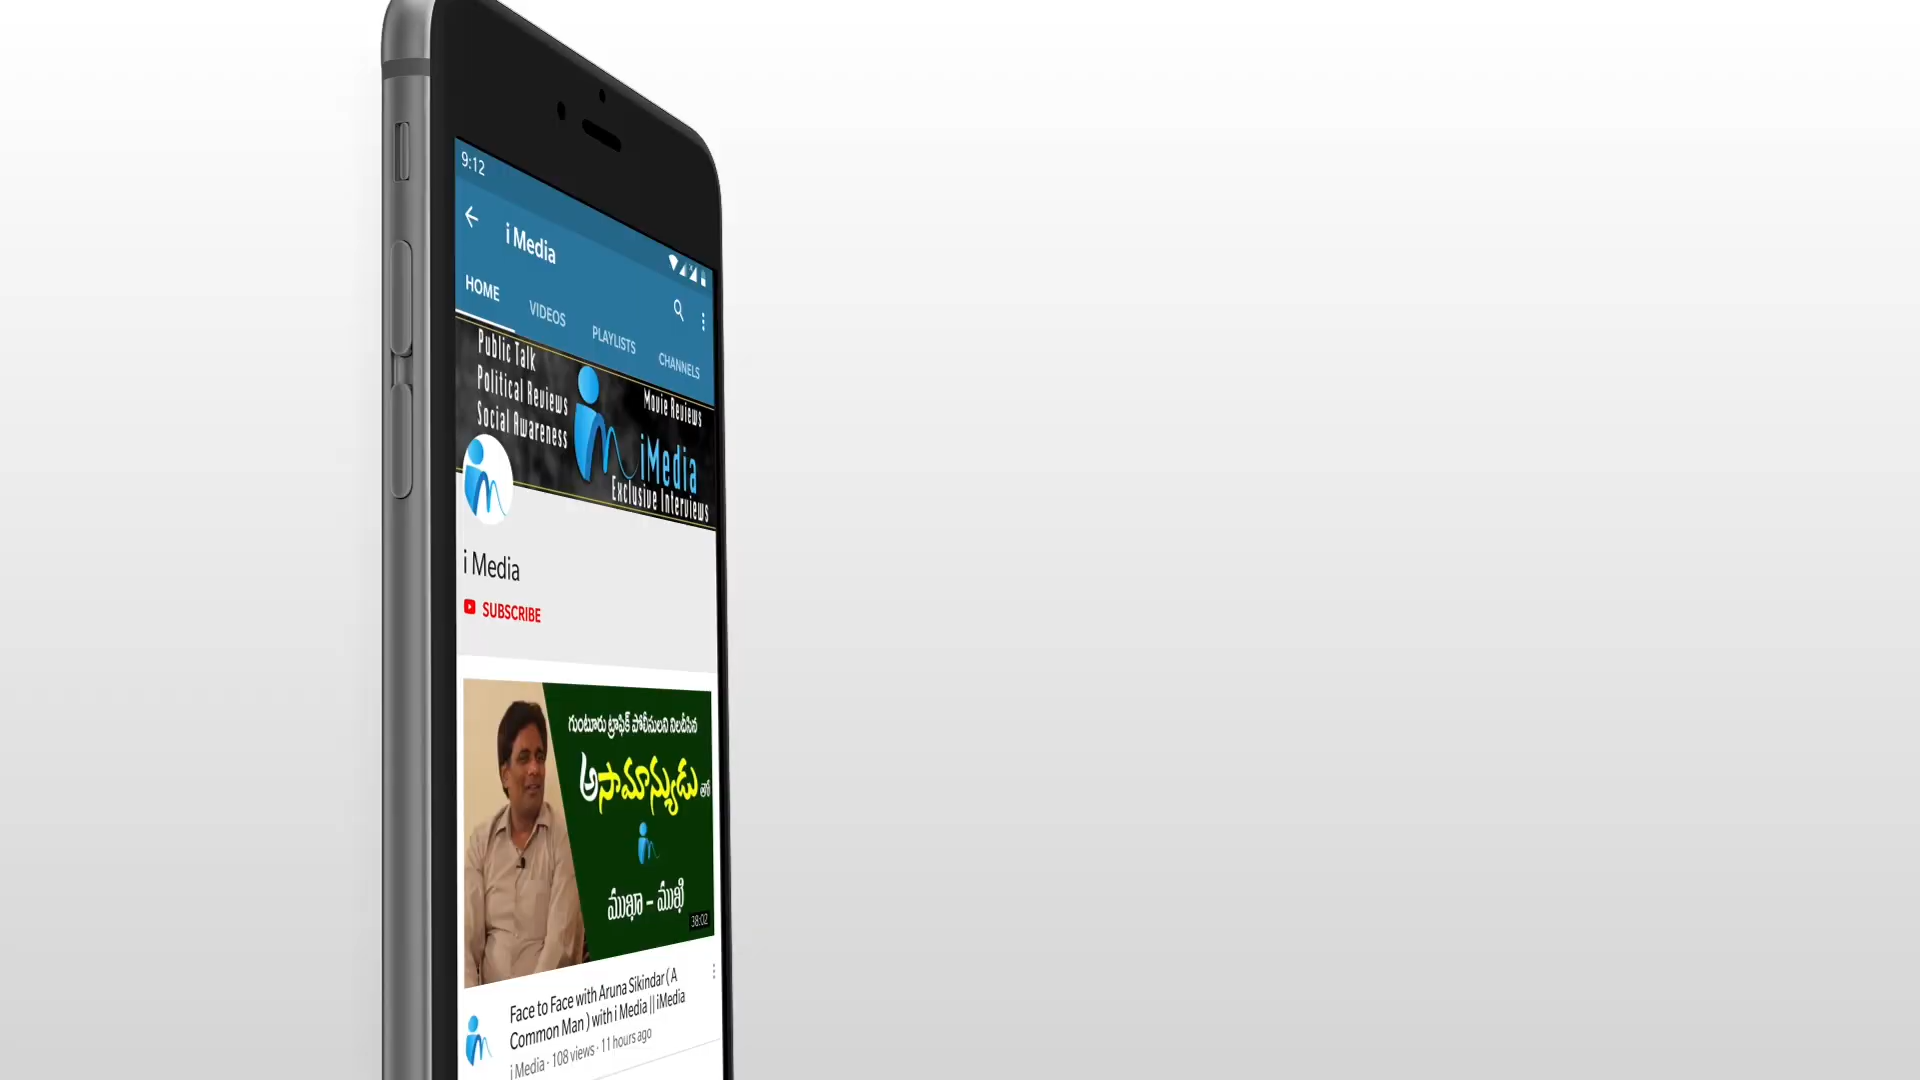 9:12
i Media
HOME
VIDEOS
PLAYLISTS
CHANNELS
Public Talk
Political Reviews
Social Awareness
Movie Reviews
iMedia
Exclusive Interviews
i Media
SUBSCRIBE
గుంటూరు ట్రాఫిక్ పోలీసులని నిలదీసిన
అసామాన్యుడు తో
ముఖా - ముఖి
38:02
Face to Face with Aruna Sikindar ( A
Common Man ) with i Media || iMedia
i Media · 108 views · 11 hours ago